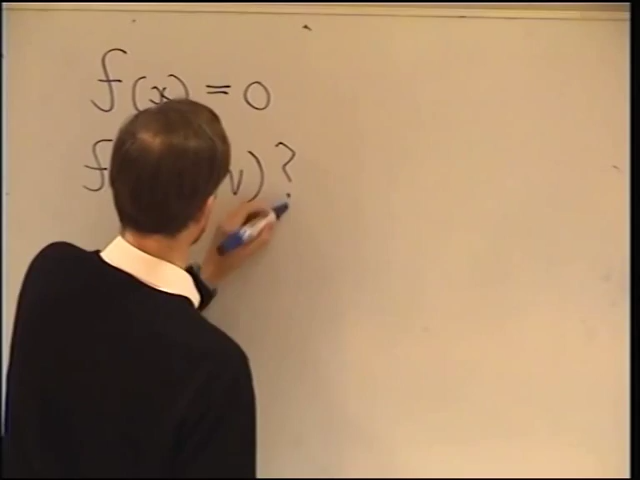 f(x) = 0
f v) ?